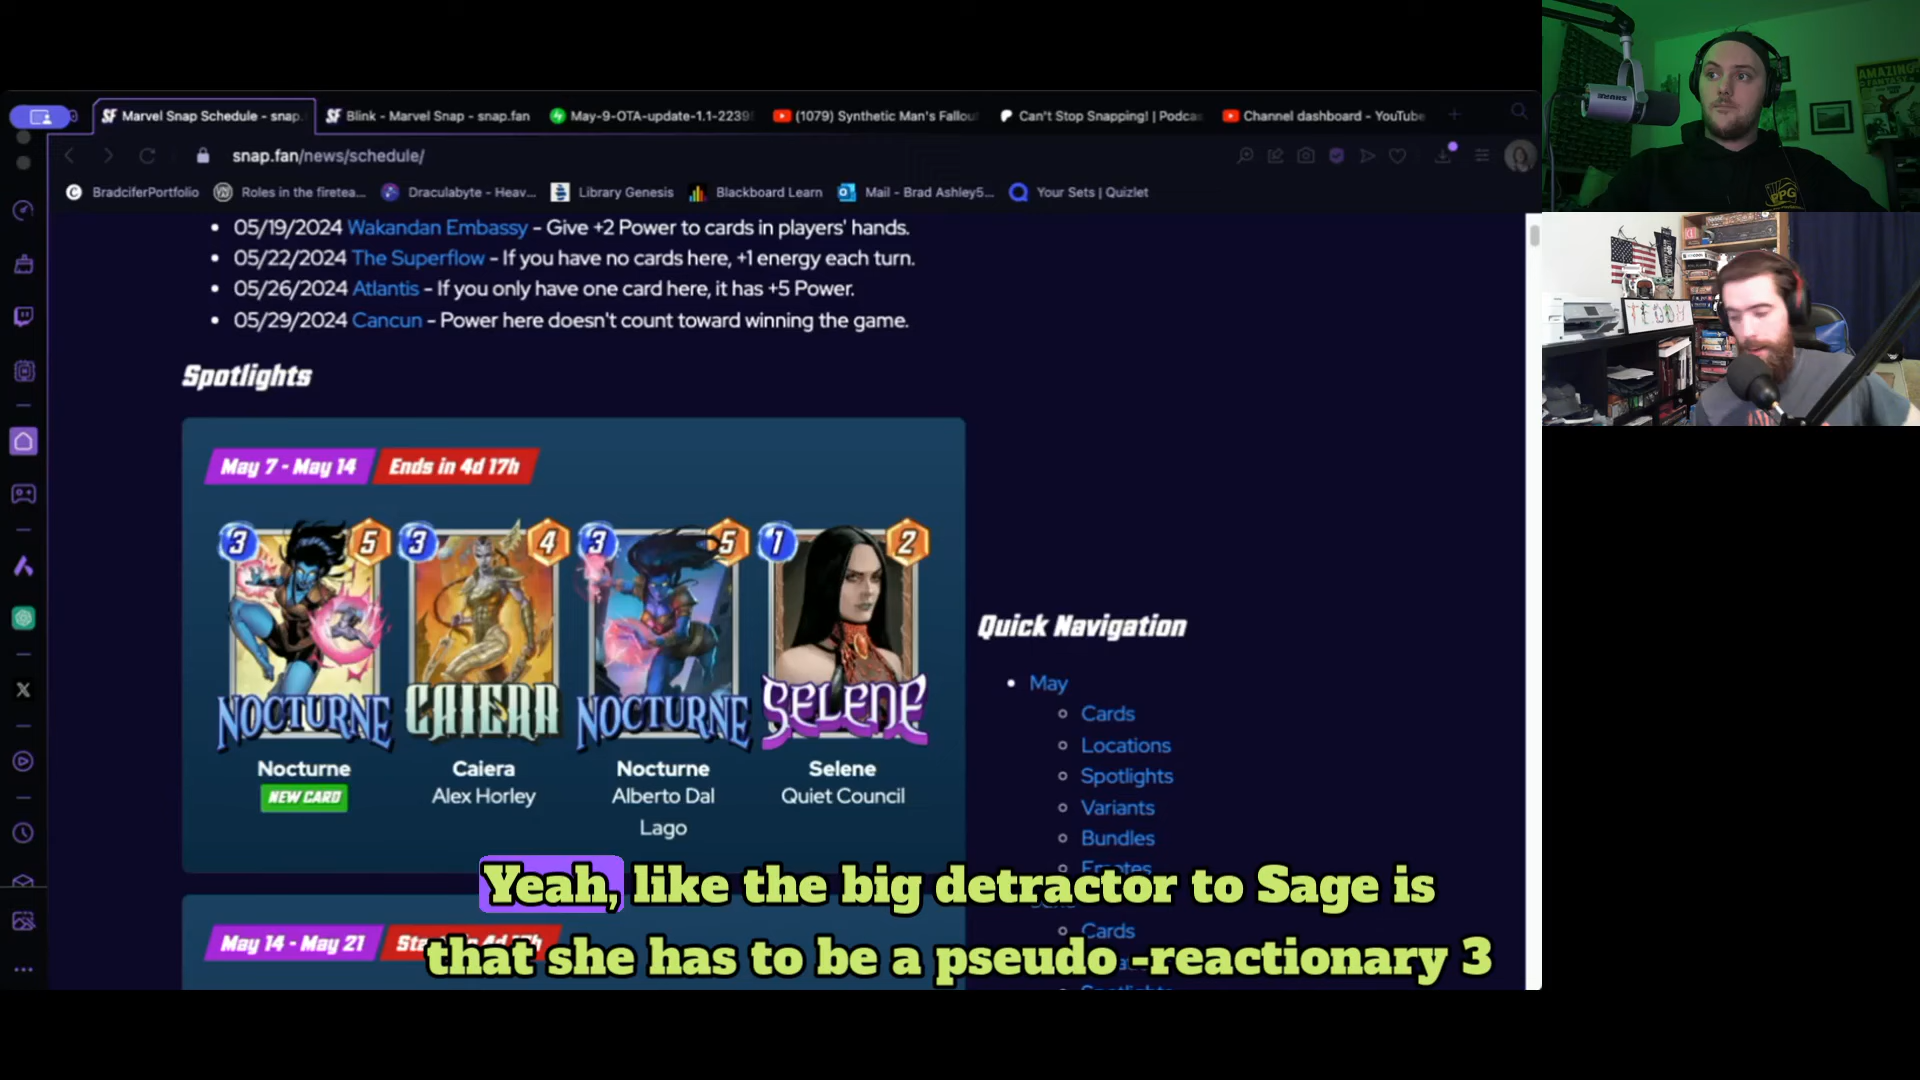 Marvel Snap Schedule - snap.
Blink - Marvel Snap - snap.fan
May-9-OTA-update-1.1-2239
(1079) Synthetic Man's Fallou
Can't Stop Snapping! | Podca
Channel dashboard - YouTube
snap.fan/news/schedule/
BradciferPortfolio
Roles in the firetea...
Draculabyte - Heav...
Library Genesis
Blackboard Learn
Mail - Brad Ashley5...
Your Sets | Quizlet
05/19/2024 Wakandan Embassy - Give +2 Power to cards in players' hands.
05/22/2024 The Superflow - If you have no cards here, +1 energy each turn.
05/26/2024 Atlantis - If you only have one card here, it has +5 Power.
05/29/2024 Cancun - Power here doesn't count toward winning the game.
Spotlights
May 7 - May 14
Ends in 4d 17h
3 5 3 4 3 5 1 2
NOCTURNE CAIERA NOCTURNE SELENE
Nocturne
NEW CARD
Caiera
Alex Horley
Nocturne
Alberto Dal
Lago
Selene
Quiet Council
Quick Navigation
May
Cards
Locations
Spotlights
Variants
Bundles
Emotes
Cards
Spotlights
May 14 - May 21
Yeah, like the big detractor to Sage is
that she has to be a pseudo -reactionary 3
SHURE
AMAZING
FANTASY
PPG